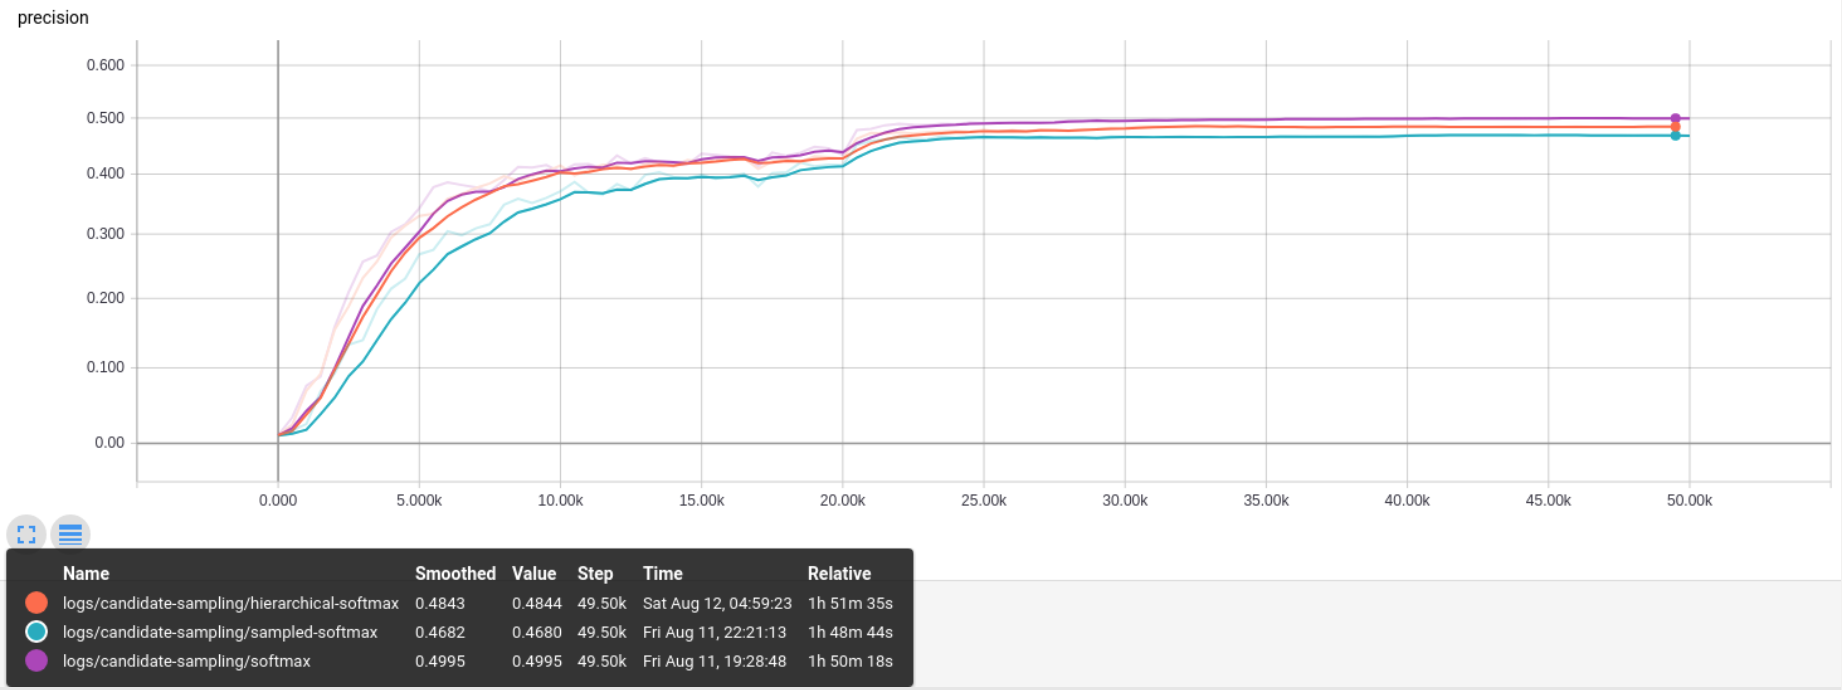 precision
0.600
0.500
0.400
0.300
0.200
0.100
0.00
0.000 5.000k 10.00k 15.00k 20.00k 25.00k 30.00k 35.00k 40.00k 45.00k 50.00k
Name Smoothed Value Step Time Relative
logs/candidate-sampling/hierarchical-softmax 0.4843 0.4844 49.50k Sat Aug 12, 04:59:23 1h 51m 35s
logs/candidate-sampling/sampled-softmax 0.4682 0.4680 49.50k Fri Aug 11, 22:21:13 1h 48m 44s
logs/candidate-sampling/softmax 0.4995 0.4995 49.50k Fri Aug 11, 19:28:48 1h 50m 18s